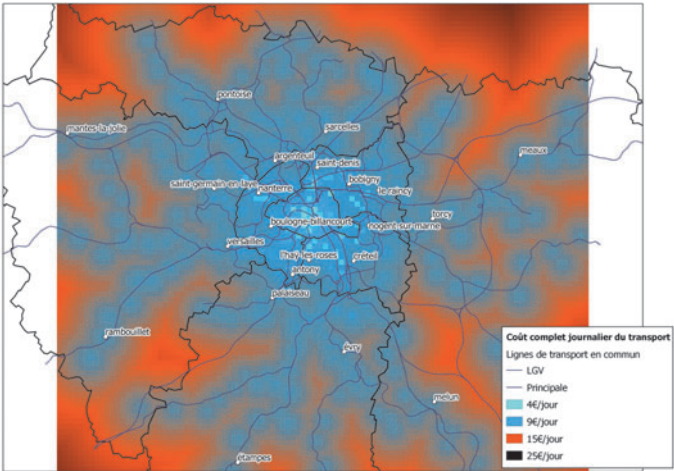 pontoise
mantes-la-jolie
sarcelles
argenteuil
saint-denis
meaux
saint germain en laye
nanterre
bobigny
le raincy
torcy
boulogne-billancourt
nogent-sur-marne
versailles
l'hay les roses
créteil
antony
palaiseau
rambouillet
évry
melun
étampes
Coût complet journalier du transport
Lignes de transport en commun
LGV
Principale
4€/jour
9€/jour
15€/jour
25€/jour